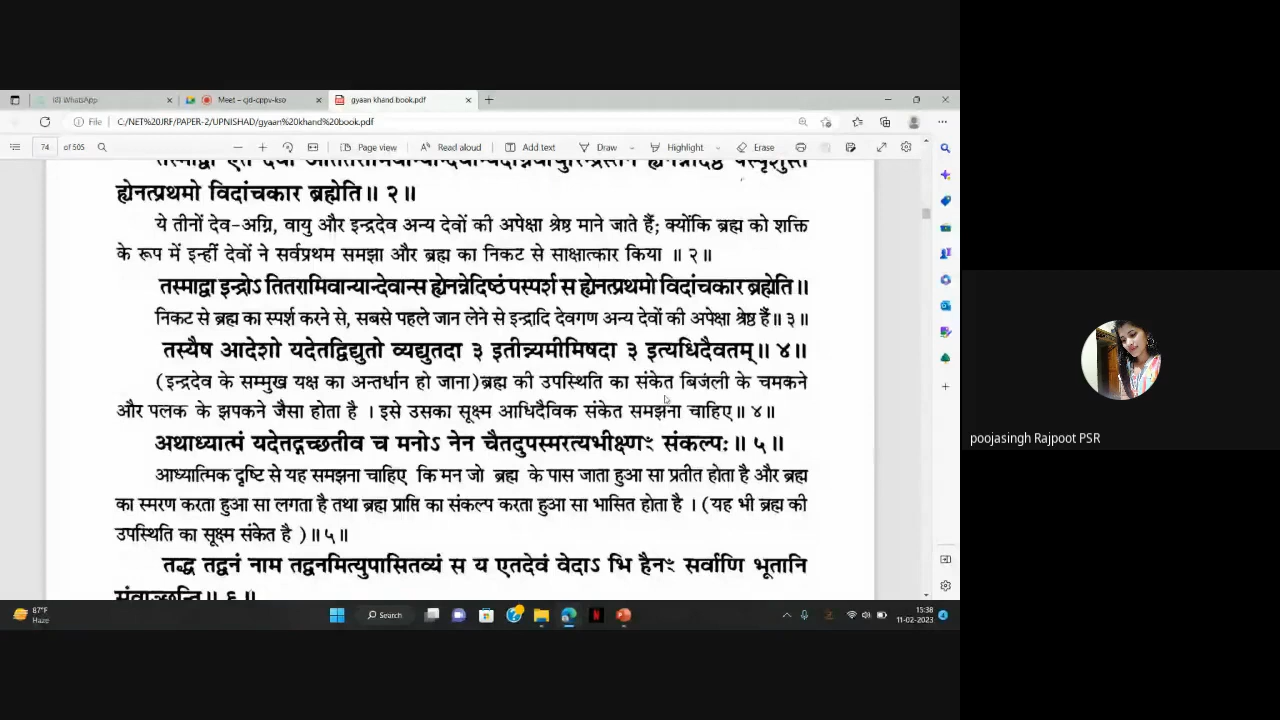 WhatsApp
Meet – cjd-cppv-kso
gyaan khand book.pdf
File
C:/NET%20JRF/PAPER-2/UPNISHAD/gyaan%20khand%20book.pdf
74 of 505
Page view
Read aloud
Add text
Draw
Highlight
Erase
ह्येनत्प्रथमो विदांचकार ब्रह्मेति॥ २॥
ये तीनों देव-अग्नि, वायु और इन्द्रदेव अन्य देवों की अपेक्षा श्रेष्ठ माने जाते हैं; क्योंकि ब्रह्म को शक्ति
के रूप में इन्हीं देवों ने सर्वप्रथम समझा और ब्रह्म का निकट से साक्षात्कार किया ॥ २॥
तस्माद्वा इन्द्रोऽ तितरामिवान्यान्देवान्स ह्येनन्नेदिष्ठं पस्पर्श स ह्येनत्प्रथमो विदांचकार ब्रह्मेति॥
निकट से ब्रह्म का स्पर्श करने से, सबसे पहले जान लेने से इन्द्रादि देवगण अन्य देवों की अपेक्षा श्रेष्ठ हैं॥ ३॥
तस्यैष आदेशो यदेतद्विद्युतो व्यद्युतदा ३ इतीन्न्यमीमिषदा ३ इत्यधिदैवतम्॥ ४॥
(इन्द्रदेव के सम्मुख यक्ष का अन्तर्धान हो जाना)ब्रह्म की उपस्थिति का संकेत बिजली के चमकने
और पलक के झपकने जैसा होता है । इसे उसका सूक्ष्म आधिदैविक संकेत समझना चाहिए॥ ४॥
अथाध्यात्मं यदेतद्गच्छतीव च मनोऽ नेन चैतदुपस्मरत्यभीक्ष्णꣳ संकल्पः॥ ५॥
आध्यात्मिक दृष्टि से यह समझना चाहिए कि मन जो ब्रह्म के पास जाता हुआ सा प्रतीत होता है और ब्रह्म
का स्मरण करता हुआ सा लगता है तथा ब्रह्म प्राप्ति का संकल्प करता हुआ सा भासित होता है । (यह भी ब्रह्म की
उपस्थिति का सूक्ष्म संकेत है )॥ ५॥
तद्ध तद्वनं नाम तद्वनमित्युपासितव्यं स य एतदेवं वेदाऽ भि हैनꣳ सर्वाणि भूतानि
संवाञ्छन्ति॥ ६॥
poojasingh Rajpoot PSR
87°F
Haze
Search
15:38
11-02-2023